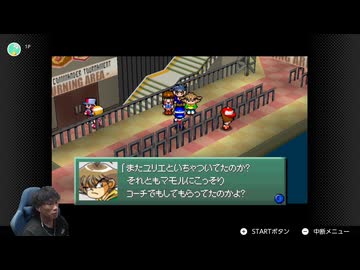 5P
COMMANDER TOURNAMENT
BURNING AREA
「またユリエといちゃついてたのか?
それともマモルにこっそり
コーチでもしてもらってたのかよ?
STARTボタン
中断メニュー